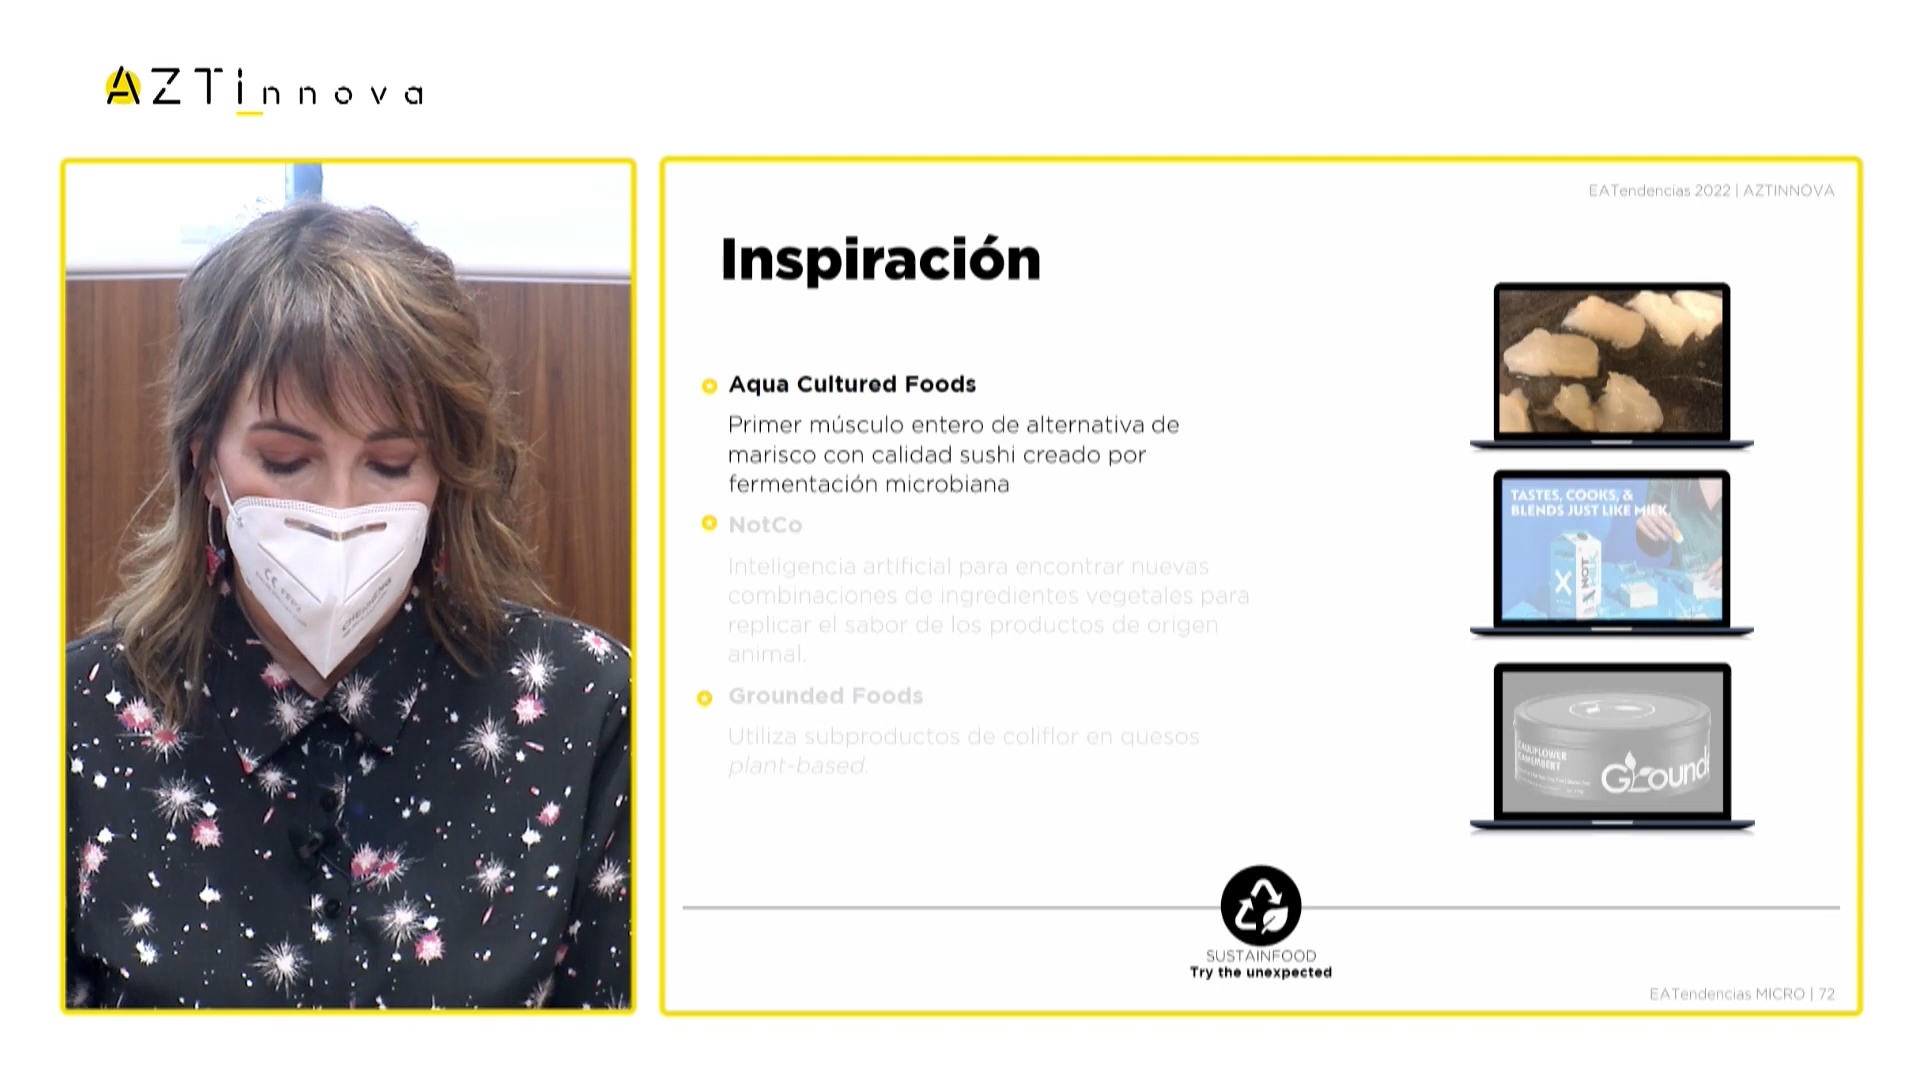 AZTInnova
EATendencias 2022 | AZTINNOVA
Inspiración
Aqua Cultured Foods
Primer músculo entero de alternativa de
marisco con calidad sushi creado por
fermentación microbiana
NotCo
Inteligencia artificial para encontrar nuevas
combinaciones de ingredientes vegetales para
replicar el sabor de los productos de origen
animal.
Grounded Foods
Utiliza subproductos de coliflor en quesos
plant-based.
TASTES, COOKS, &
BLENDS JUST LIKE MILK.
X NOT
CAULIFLOWER
CAMEMBERT
Ground
SUSTAINFOOD
Try the unexpected
EATendencias MICRO | 72